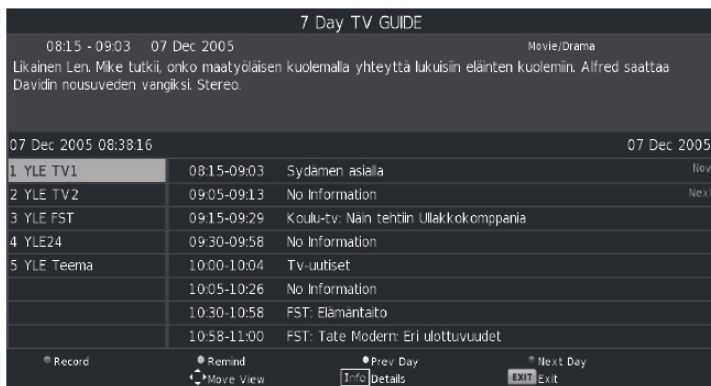 7 Day TV GUIDE
08:15 - 09:03 07 Dec 2005 Movie/Drama
Likainen Len. Mike tutkii, onko maatyöläisen kuolemalla yhteyttä lukuisiin eläinten kuolemiin. Alfred saattaa
Davidin nousuveden vangiksi. Stereo.
07 Dec 2005 08:38:16 07 Dec 2005
1 YLE TV1 08:15-09:03 Sydämen asialla Now
2 YLE TV2 09:05-09:13 No Information Next
3 YLE FST 09:15-09:29 Koulu-tv: Näin tehtiin Ullakkokomppania
4 YLE24 09:30-09:58 No Information
5 YLE Teema 10:00-10:04 Tv-uutiset
10:05-10:26 No Information
10:30-10:58 FST: Elämäntaito
10:58-11:00 FST: Tate Modern: Eri ulottuvuudet
Record Remind Prev Day Next Day
Move View Info Details EXIT Exit